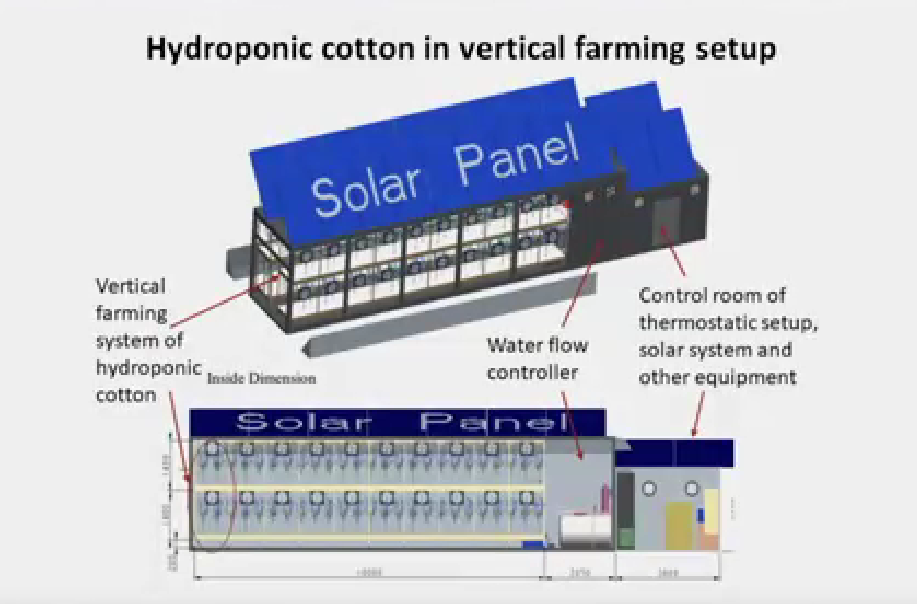 Hydroponic cotton in vertical farming setup
Solar Panel
Vertical
farming
system of
hydroponic
cotton
Water flow
controller
Control room of
thermostatic setup,
solar system and
other equipment
Inside Dimension
Solar Panel